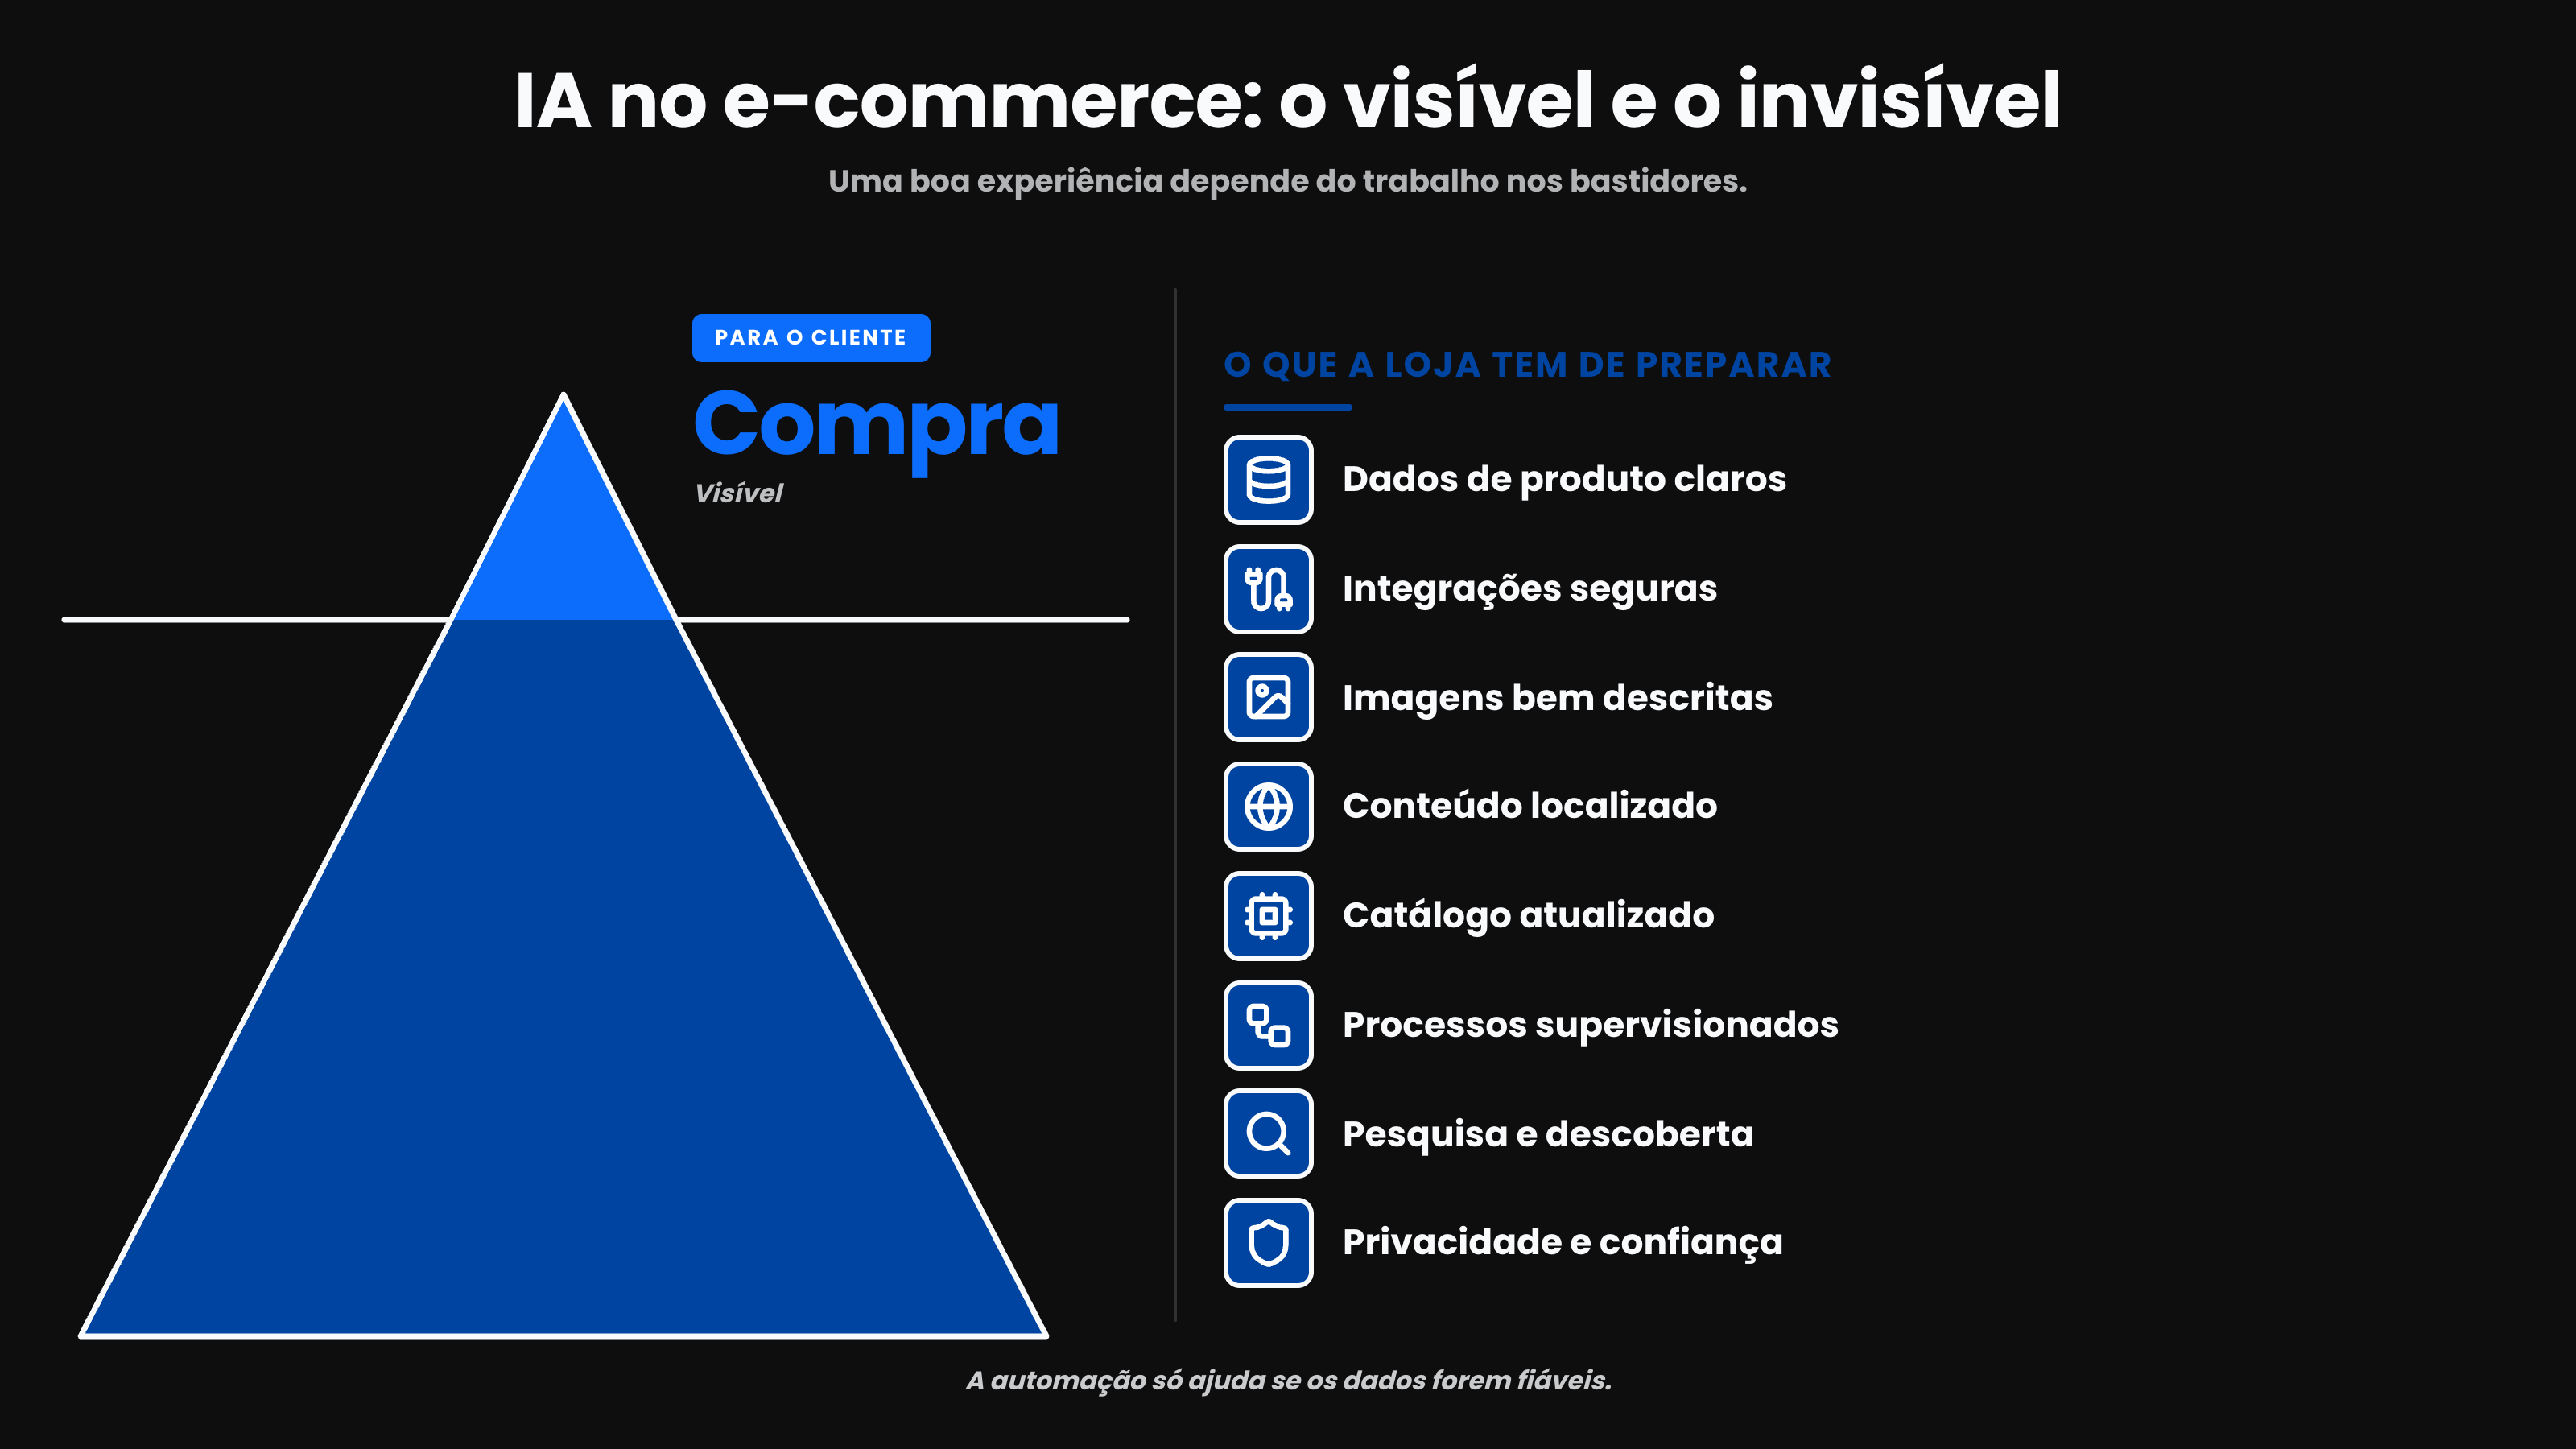 IA no e-commerce: o visível e o invisível
Uma boa experiência depende do trabalho nos bastidores.
PARA O CLIENTE
Compra
Visível
O QUE A LOJA TEM DE PREPARAR
Dados de produto claros
Integrações seguras
Imagens bem descritas
Conteúdo localizado
Catálogo atualizado
Processos supervisionados
Pesquisa e descoberta
Privacidade e confiança
A automação só ajuda se os dados forem fiáveis.